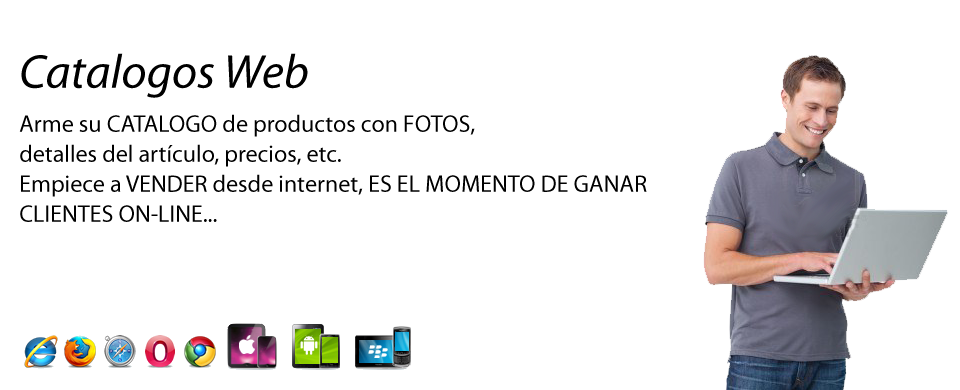 Catalogos Web
Arme su CATALOGO de productos con FOTOS,
detalles del artículo, precios, etc.
Empiece a VENDER desde internet, ES EL MOMENTO DE GANAR
CLIENTES ON-LINE...